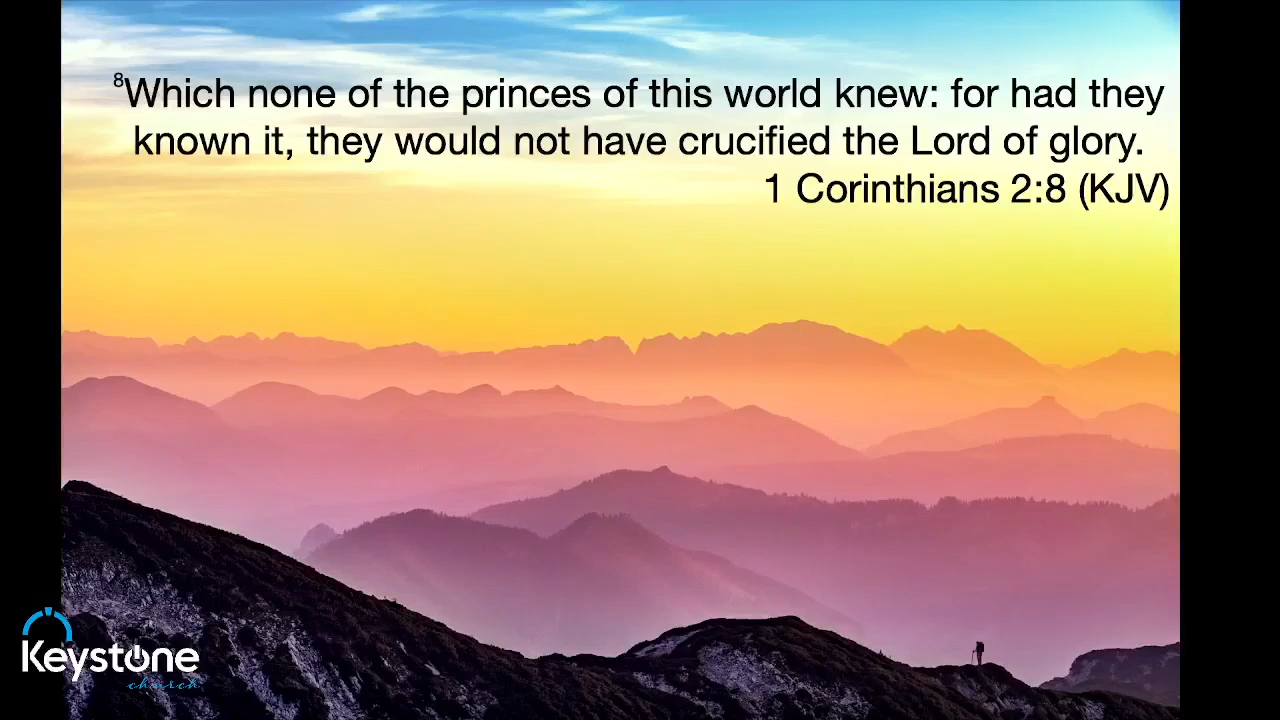 ⁸Which none of the princes of this world knew: for had they
known it, they would not have crucified the Lord of glory.
1 Corinthians 2:8 (KJV)
Keystone
church